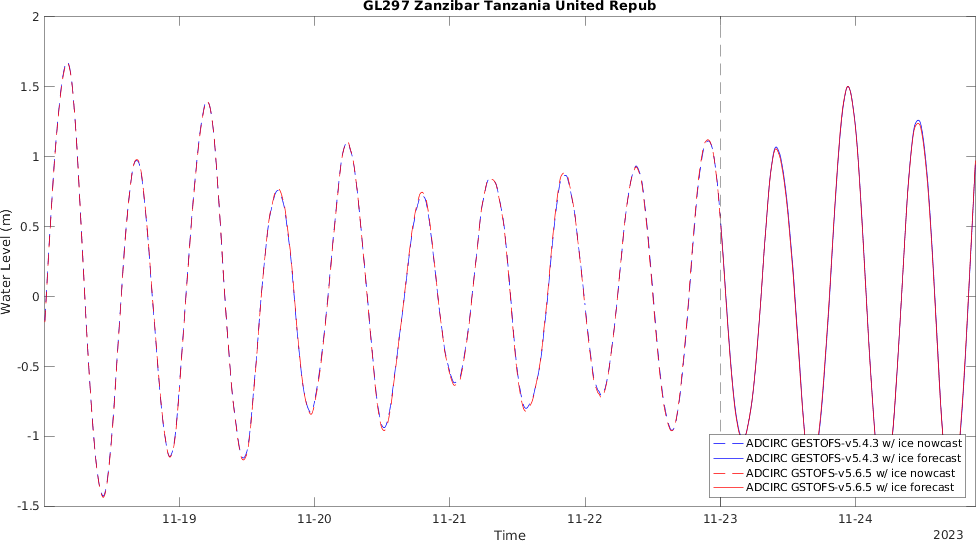 GL297 Zanzibar Tanzania United Repub
Water Level (m)
2
1.5
1
0.5
0
-0.5
-1
-1.5
11-19
11-20
11-21
11-22
11-23
11-24
Time
2023
ADCIRC GESTOFS-v5.4.3 w/ ice nowcast
ADCIRC GESTOFS-v5.4.3 w/ ice forecast
ADCIRC GSTOFS-v5.6.5 w/ ice nowcast
ADCIRC GSTOFS-v5.6.5 w/ ice forecast